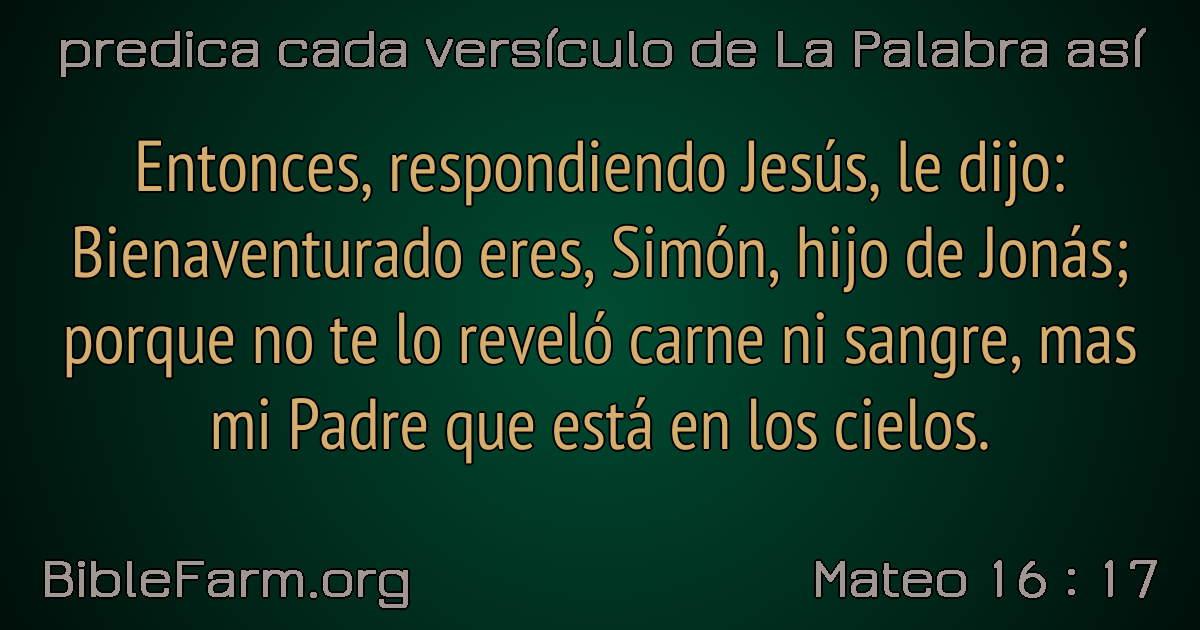 predica cada versículo de La Palabra así
Entonces, respondiendo Jesús, le dijo:
Bienaventurado eres, Simón, hijo de Jonás;
porque no te lo reveló carne ni sangre, mas
mi Padre que está en los cielos.
BibleFarm.org
Mateo 16 : 17